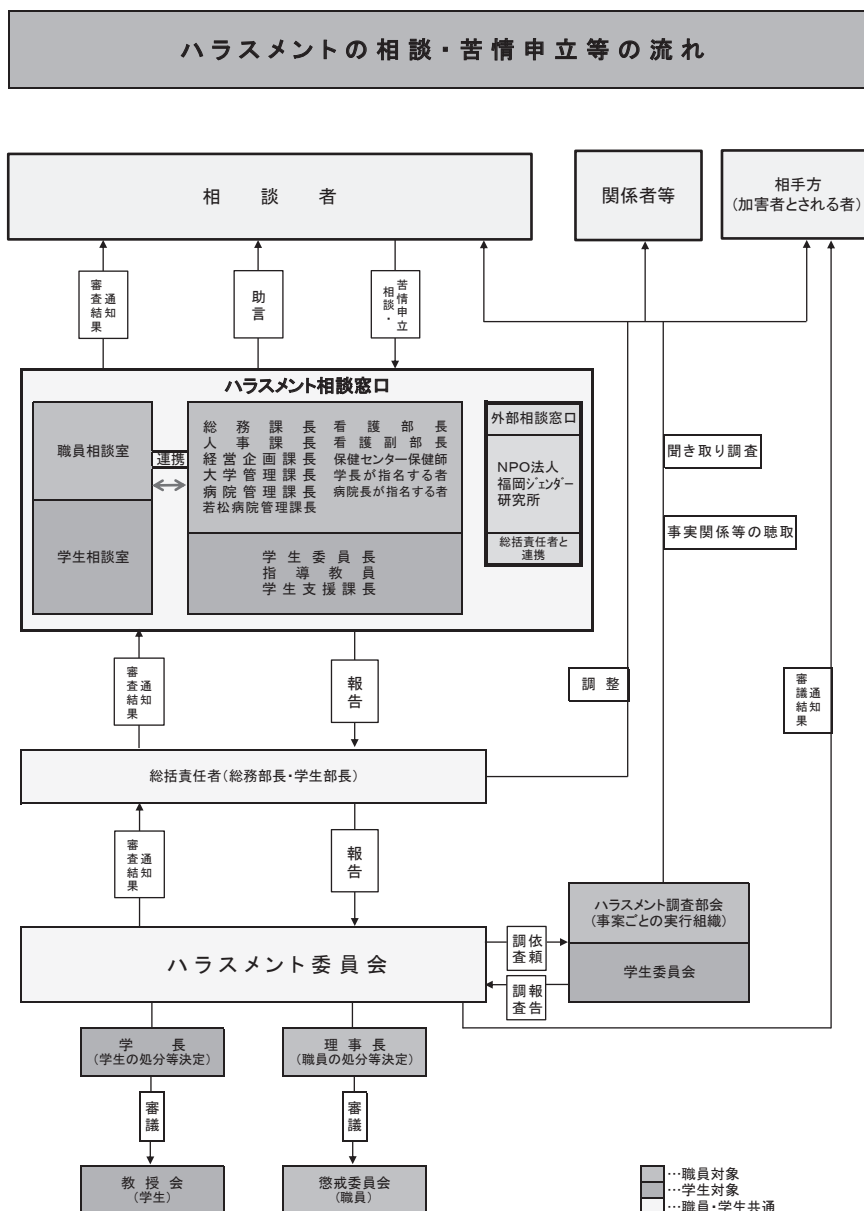 ハラスメントの相談・苦情申立等の流れ
相談者
関係者等
相手方
(加害者とされる者)
審査結果
通知
助言
苦情申立
相談・
ハラスメント相談窓口
職員相談室
連携
学生相談室
総務課長 看護部長
人事課長 看護副部長
経営企画課長 保健センター保健師
大学管理課長 学長が指名する者
病院管理課長 病院長が指名する者
若松病院管理課長
学生委員長
指導教員
学生支援課長
外部相談窓口
NPO法人
福岡ジェンダー
研究所
総括責任者と
連携
聞き取り調査
事実関係等の聴取
審査結果
通知
報告
調整
審議結果
通知
総括責任者(総務部長・学生部長)
審査結果
通知
報告
ハラスメント調査部会
(事案ごとの実行組織)
学生委員会
ハラスメント委員会
調査
依頼
調査
報告
学長
(学生の処分等決定)
理事長
(職員の処分等決定)
審議
審議
教授会
(学生)
懲戒委員会
(職員)
…職員対象
…学生対象
…職員・学生共通